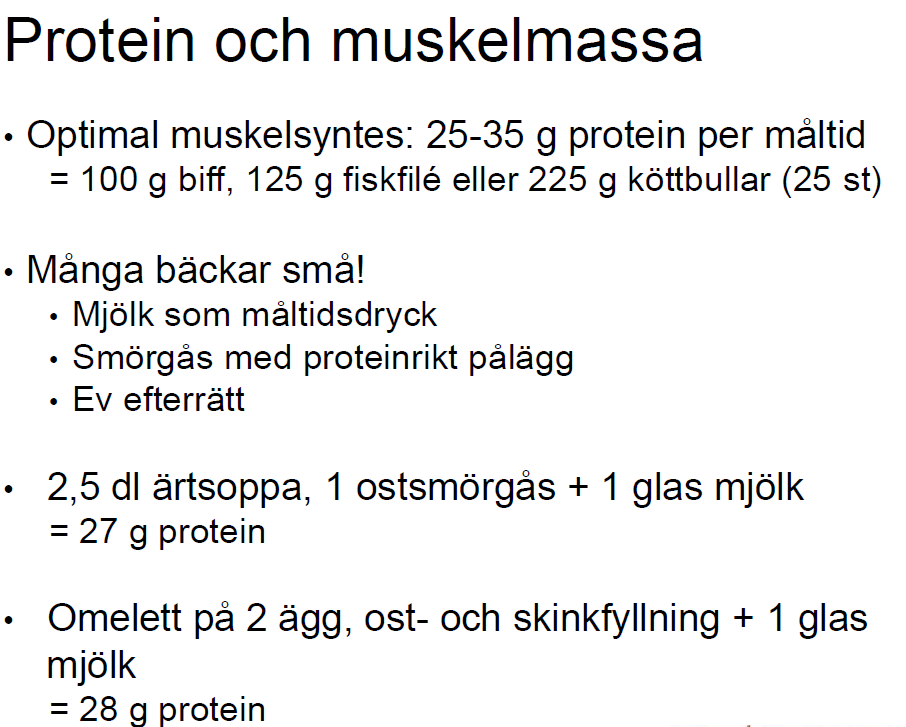 Protein och muskelmassa
• Optimal muskelsyntes: 25-35 g protein per måltid
= 100 g biff, 125 g fiskfilé eller 225 g köttbullar (25 st)
• Många bäckar små!
• Mjölk som måltidsdryck
• Smörgås med proteinrikt pålägg
• Ev efterrätt
• 2,5 dl ärtsoppa, 1 ostsmörgås + 1 glas mjölk
= 27 g protein
• Omelett på 2 ägg, ost- och skinkfyllning + 1 glas
mjölk
= 28 g protein